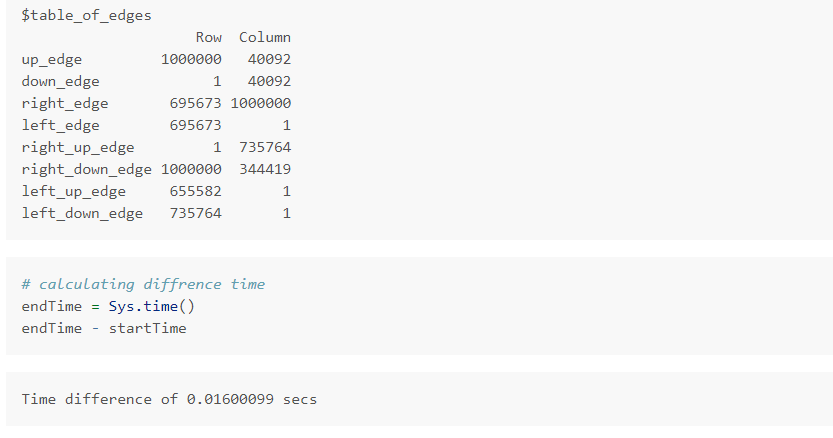 $table_of_edges
Row Column
up_edge 1000000 40092
down_edge 1 40092
right_edge 695673 1000000
left_edge 695673 1
right_up_edge 1 735764
right_down_edge 1000000 344419
left_up_edge 655582 1
left_down_edge 735764 1
# calculating diffrence time
endTime = Sys.time()
endTime - startTime
Time difference of 0.01600099 secs